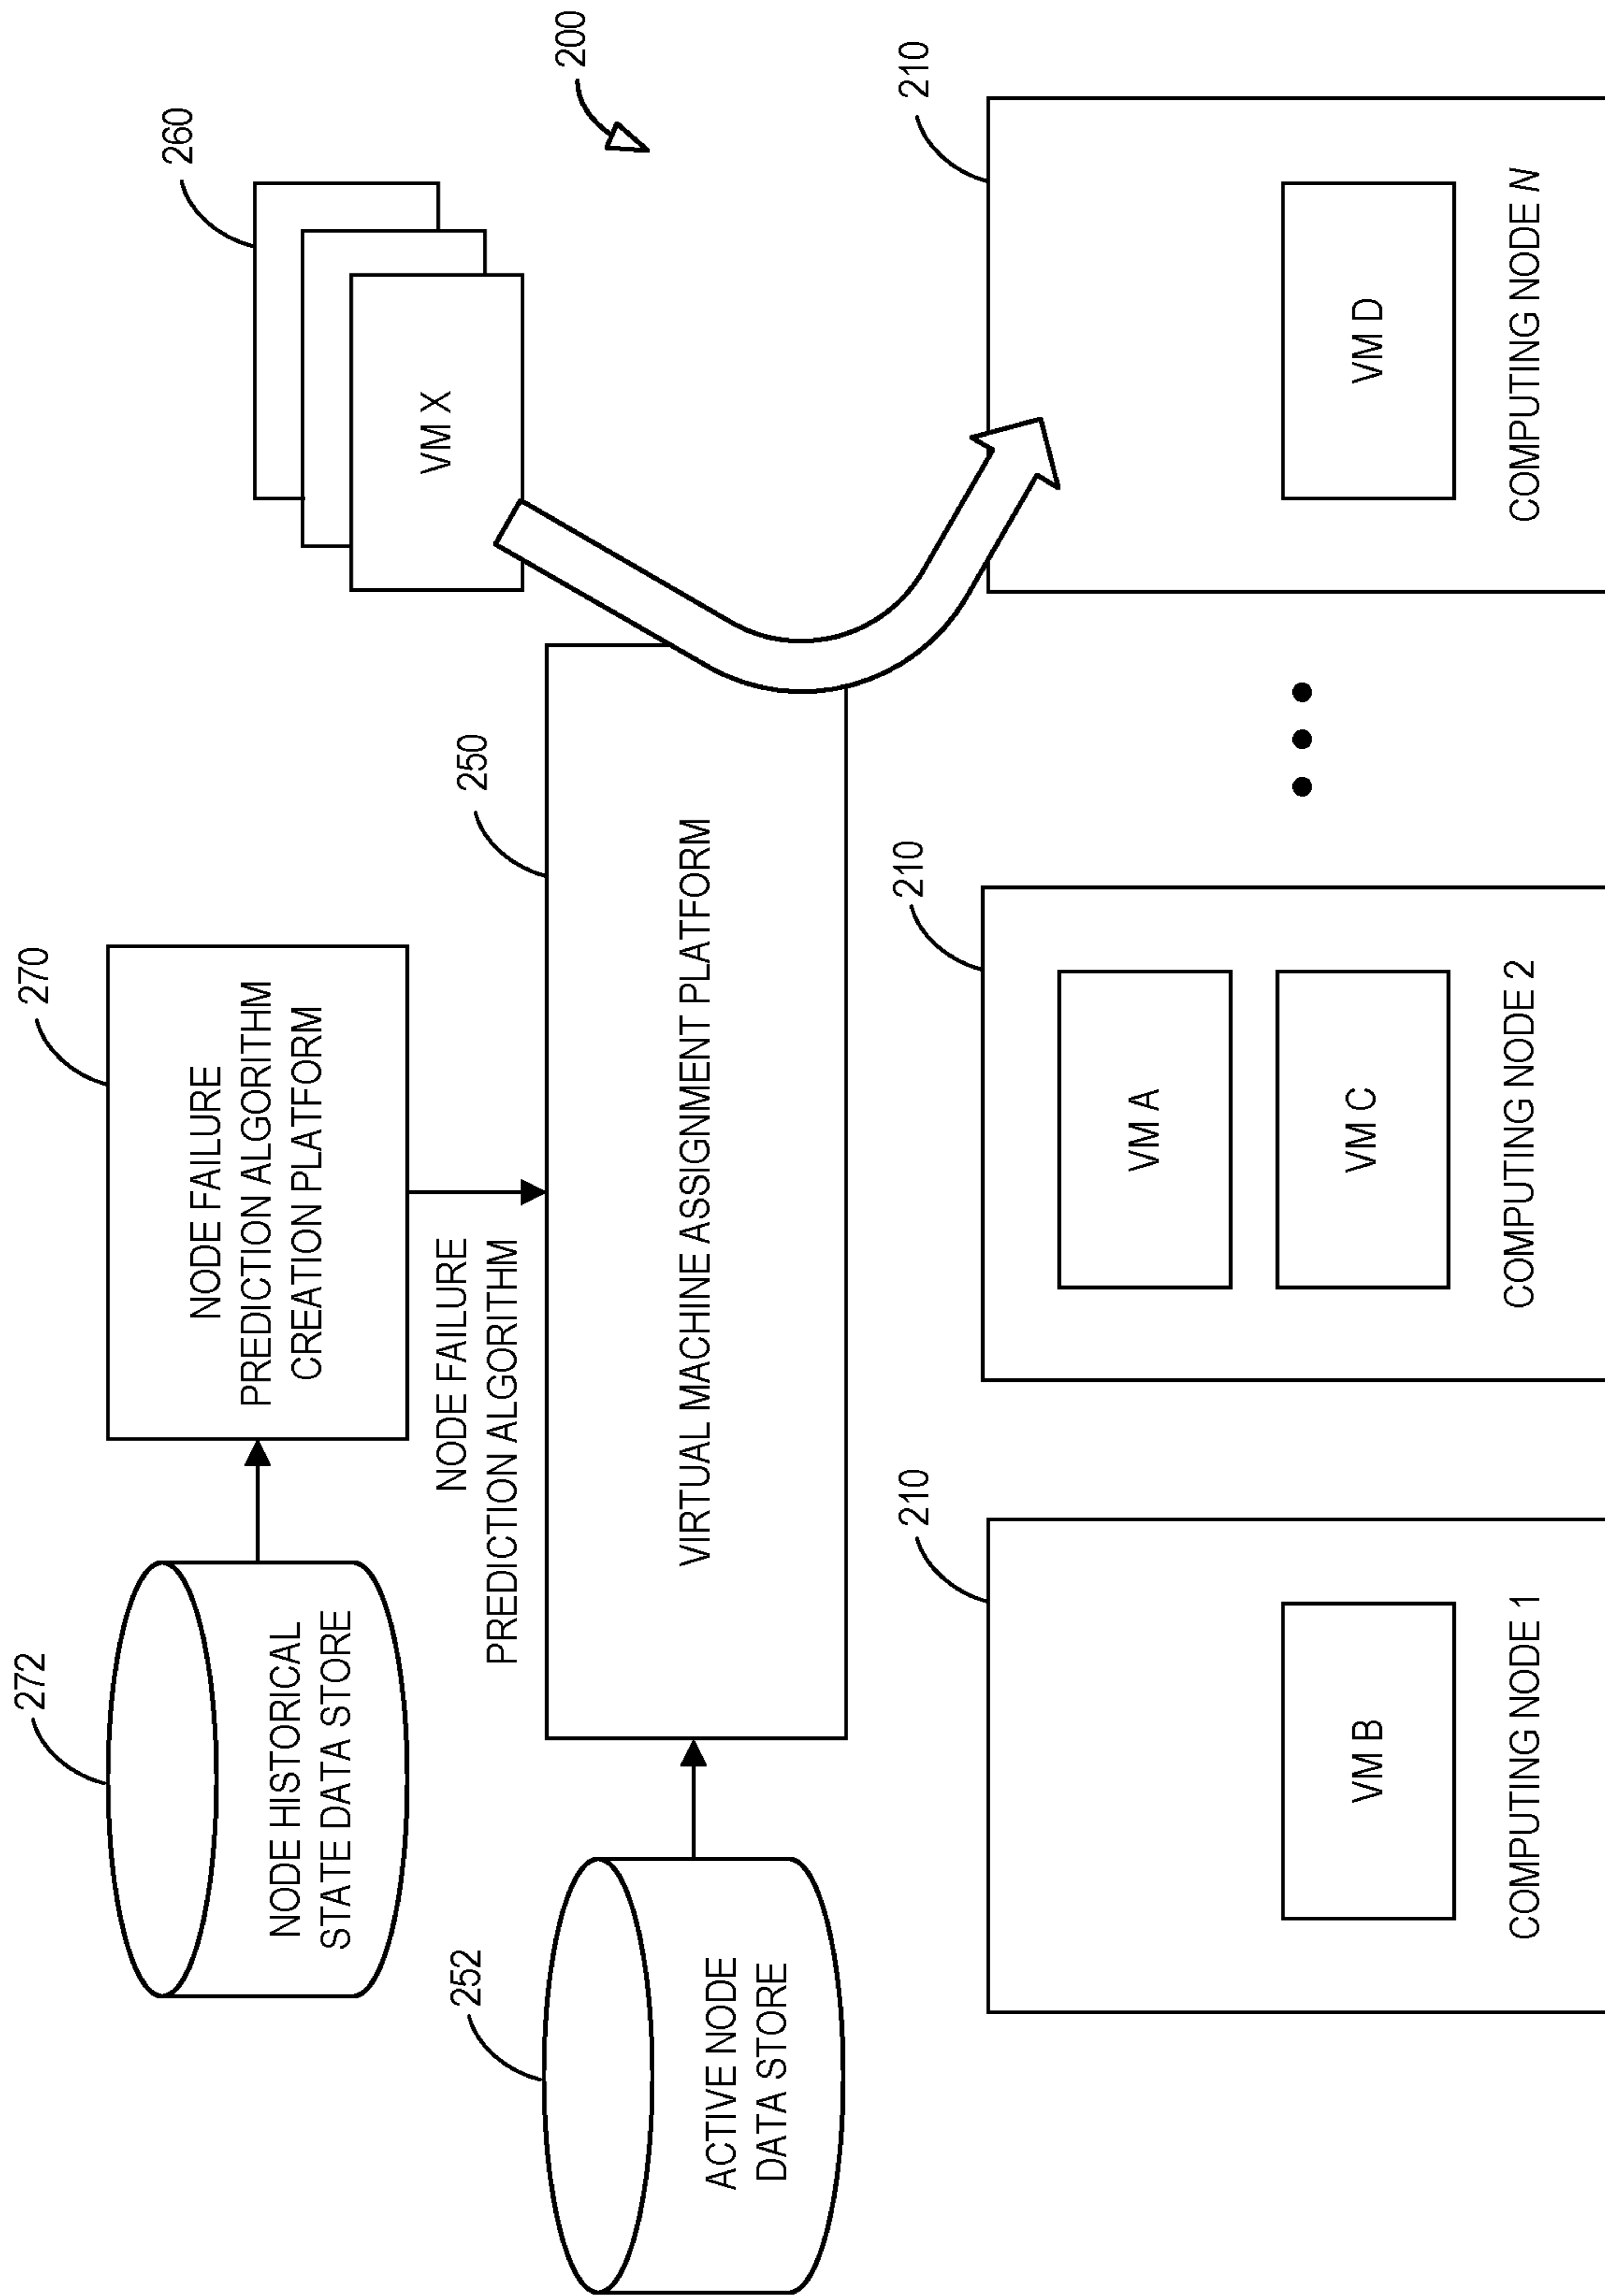 272
NODE HISTORICAL
STATE DATA STORE
270
NODE FAILURE
PREDICTION ALGORITHM
CREATION PLATFORM
260
VM X
NODE FAILURE
PREDICTION ALGORITHM
200
252
ACTIVE NODE
DATA STORE
250
VIRTUAL MACHINE ASSIGNMENT PLATFORM
210
VM B
COMPUTING NODE 1
210
VM A
VM C
COMPUTING NODE 2
210
VM D
COMPUTING NODE N